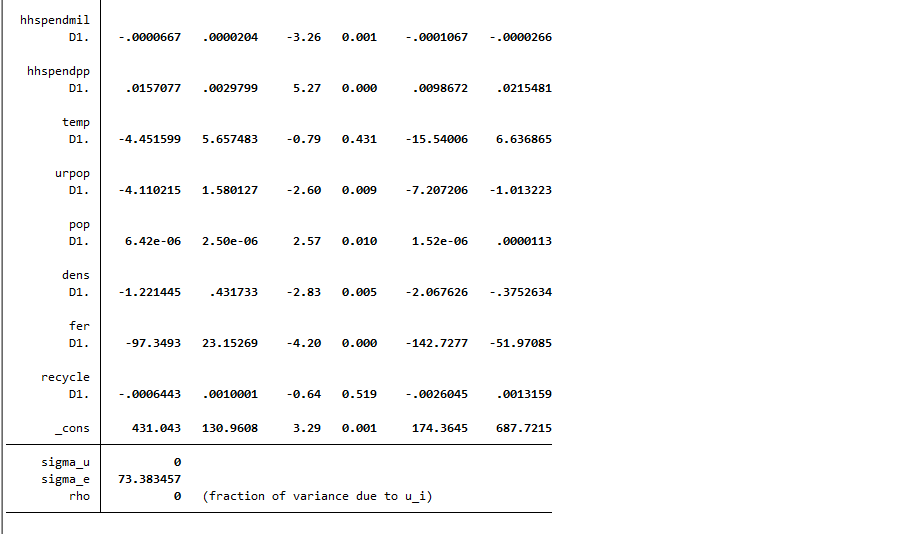 hhspendmil
D1. -.0000667 .0000204 -3.26 0.001 -.0001067 -.0000266
hhspendpp
D1. .0157077 .0029799 5.27 0.000 .0098672 .0215481
temp
D1. -4.451599 5.657483 -0.79 0.431 -15.54006 6.636865
urpop
D1. -4.110215 1.580127 -2.60 0.009 -7.207206 -1.013223
pop
D1. 6.42e-06 2.50e-06 2.57 0.010 1.52e-06 .0000113
dens
D1. -1.221445 .431733 -2.83 0.005 -2.067626 -.3752634
fer
D1. -97.3493 23.15269 -4.20 0.000 -142.7277 -51.97085
recycle
D1. -.0006443 .0010001 -0.64 0.519 -.0026045 .0013159
_cons 431.043 130.9608 3.29 0.001 174.3645 687.7215
sigma_u 0
sigma_e 73.383457
rho 0 (fraction of variance due to u_i)